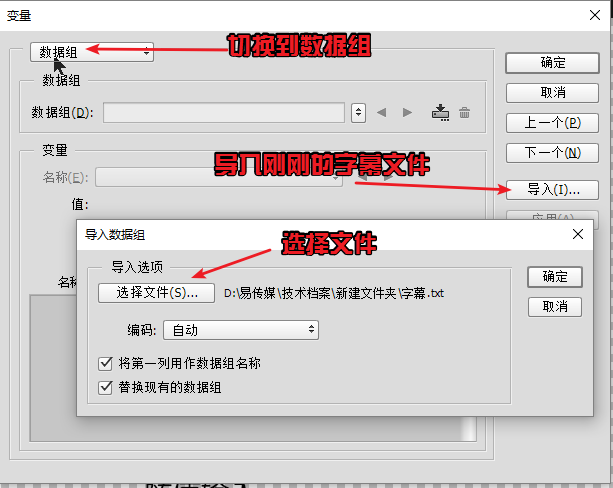 变量
数据组
切换到数据组
确定
数据组
取消
数据组(D):
上一个(P)
变量
下一个(N)
导入刚刚的字幕文件
名称(E):
导入(I)...
值:
应用(A)
导入数据组
选择文件
导入选项
确定
选择文件(S)... D:\易传媒\技术档案\新建文件夹\字幕.txt
取消
名称
编码: 自动
将第一列用作数据组名称
替换现有的数据组